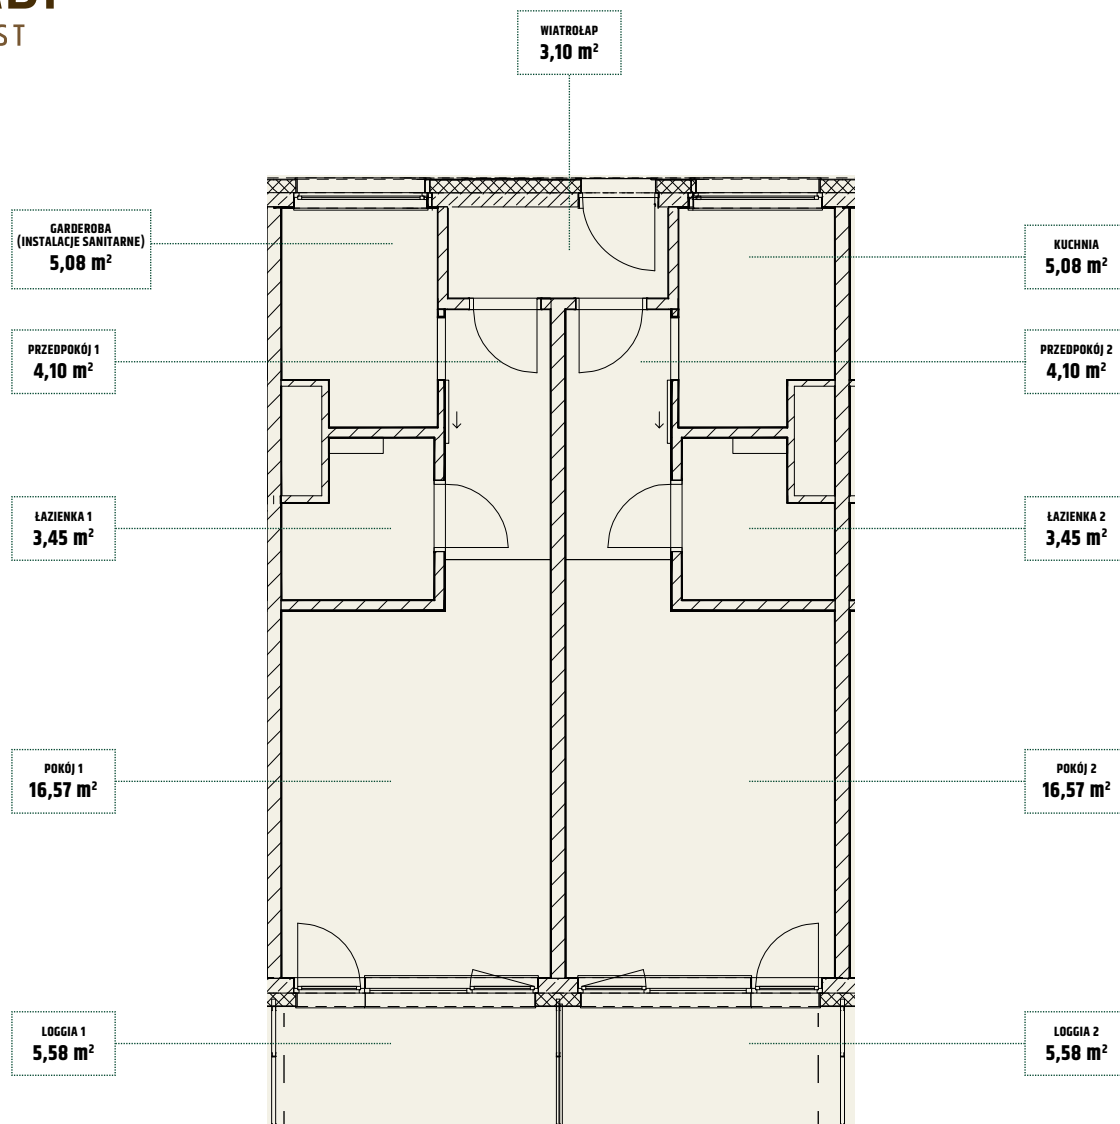 ST
WIATROŁAP
3,10 m²
GARDEROBA
(INSTALACJE SANITARNE)
5,08 m²
KUCHNIA
5,08 m²
PRZEDPOKÓJ 1
4,10 m²
PRZEDPOKÓJ 2
4,10 m²
ŁAZIENKA 1
3,45 m²
ŁAZIENKA 2
3,45 m²
POKÓJ 1
16,57 m²
POKÓJ 2
16,57 m²
LOGGIA 1
5,58 m²
LOGGIA 2
5,58 m²